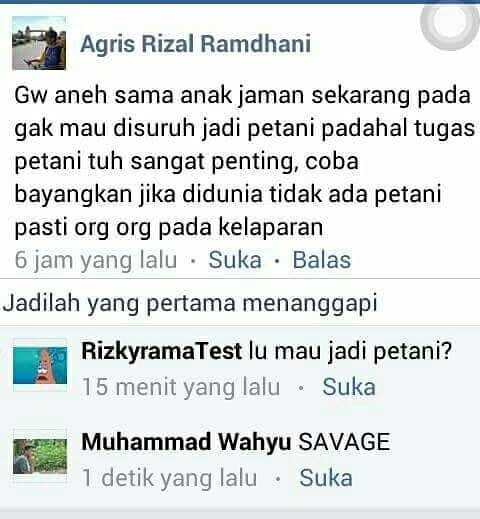 Agris Rizal Ramdhani
Gw aneh sama anak jaman sekarang pada
gak mau disuruh jadi petani padahal tugas
petani tuh sangat penting, coba
bayangkan jika didunia tidak ada petani
pasti org org pada kelaparan
6 jam yang lalu · Suka · Balas
Jadilah yang pertama menanggapi
RizkyramaTest lu mau jadi petani?
15 menit yang lalu · Suka
Muhammad Wahyu SAVAGE
1 detik yang lalu · Suka